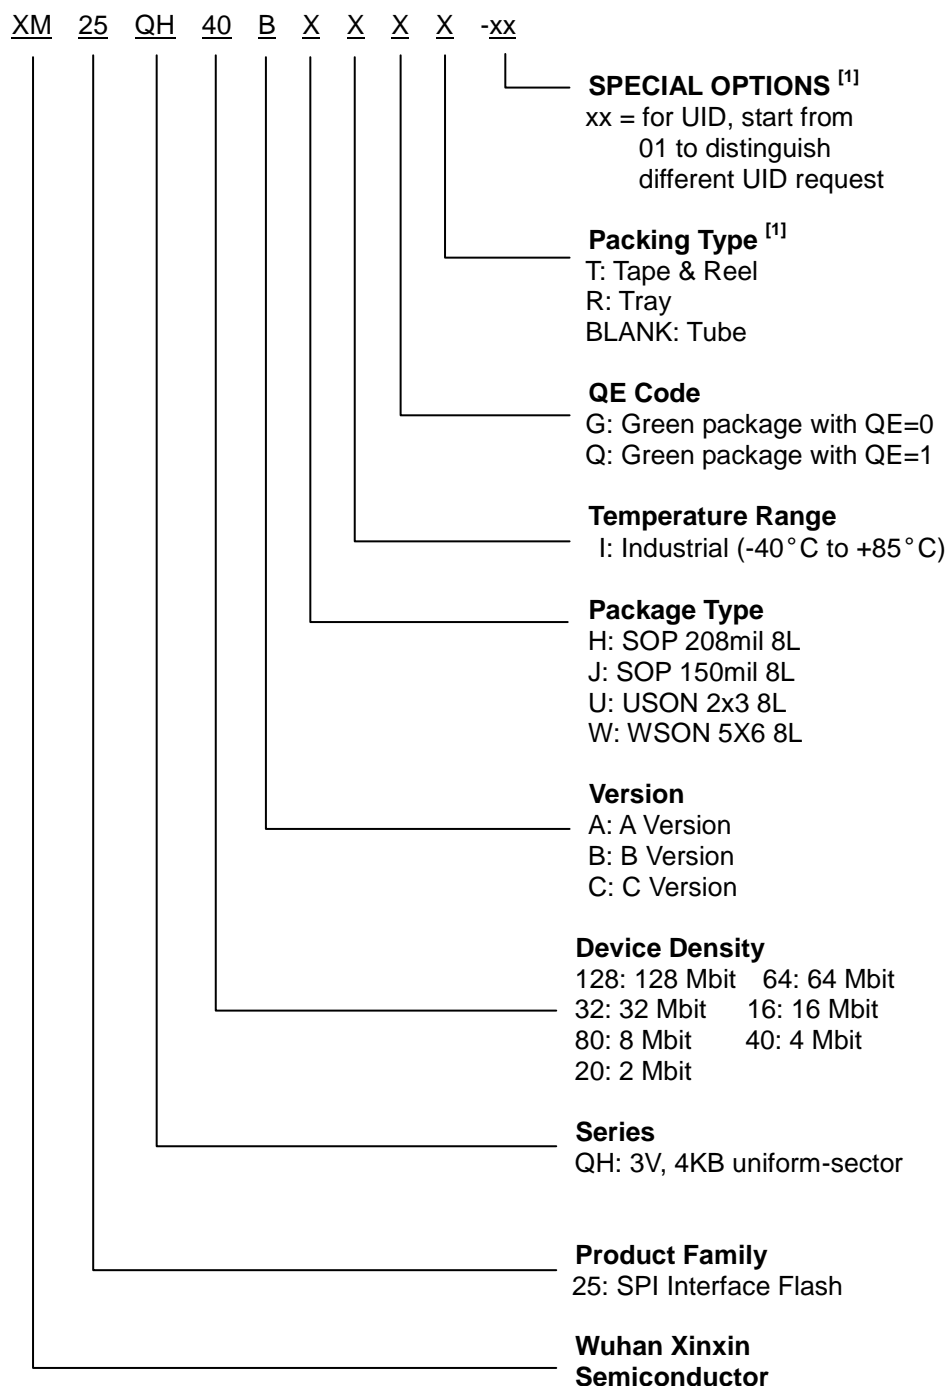 XM 25 QH 40 B X X X X -xx
SPECIAL OPTIONS [1]
xx = for UID, start from
01 to distinguish
different UID request
Packing Type [1]
T: Tape & Reel
R: Tray
BLANK: Tube
QE Code
G: Green package with QE=0
Q: Green package with QE=1
Temperature Range
I: Industrial (-40°C to +85°C)
Package Type
H: SOP 208mil 8L
J: SOP 150mil 8L
U: USON 2x3 8L
W: WSON 5X6 8L
Version
A: A Version
B: B Version
C: C Version
Device Density
128: 128 Mbit 64: 64 Mbit
32: 32 Mbit 16: 16 Mbit
80: 8 Mbit 40: 4 Mbit
20: 2 Mbit
Series
QH: 3V, 4KB uniform-sector
Product Family
25: SPI Interface Flash
Wuhan Xinxin
Semiconductor